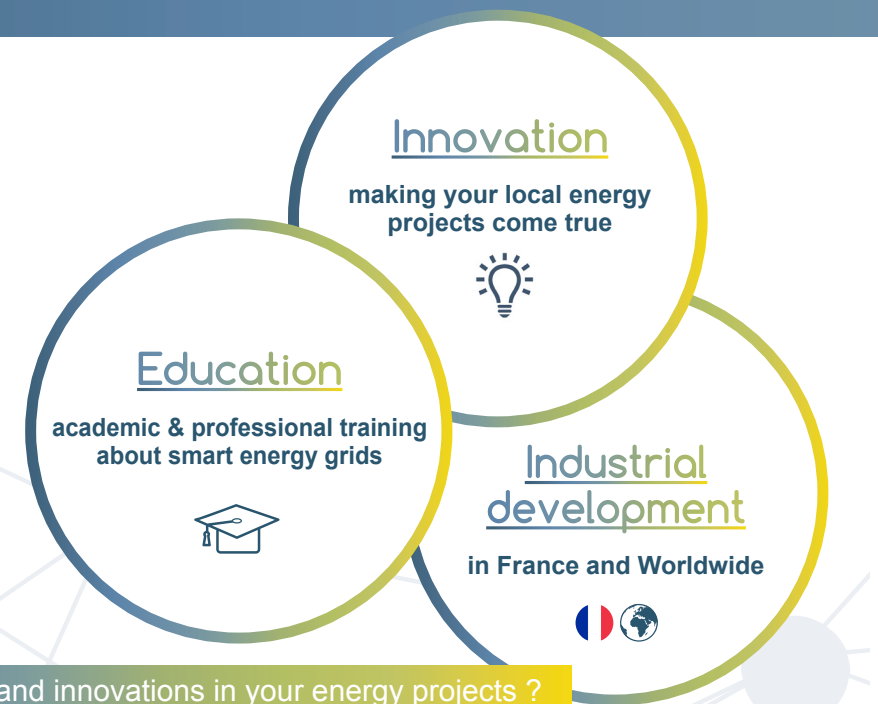 Innovation
making your local energy
projects come true
Education
academic & professional training
about smart energy grids
Industrial
development
in France and Worldwide
and innovations in your energy projects ?